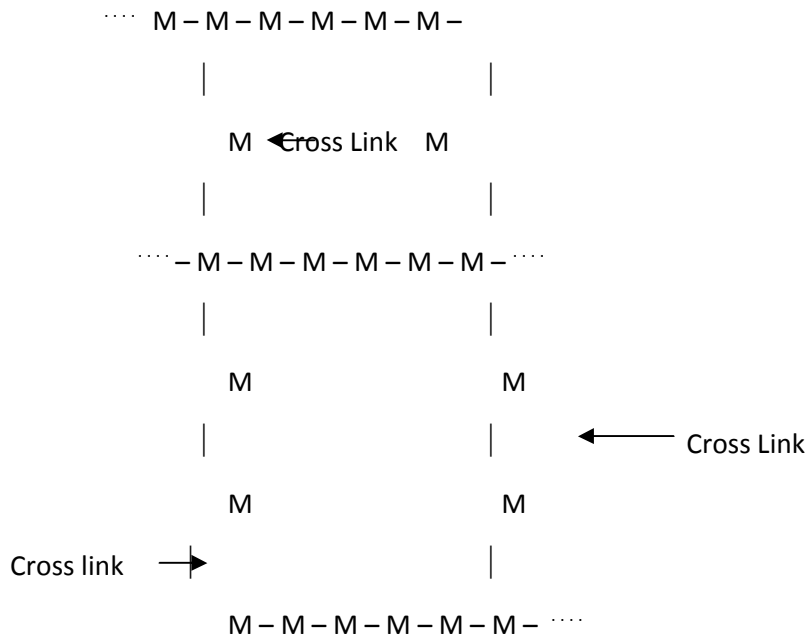 .... M – M – M – M – M – M –
| |
M Cross Link M
| |
.... – M – M – M – M – M – M – ....
| |
M M
| | Cross Link
M M
Cross link | |
M – M – M – M – M – M – ....